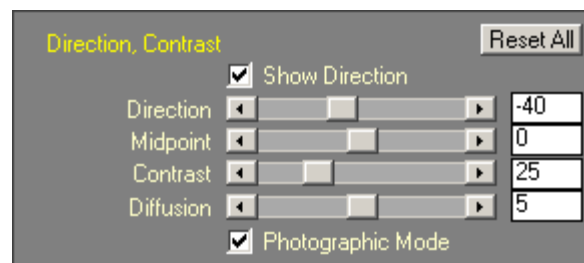 Direction, Contrast Reset All
Show Direction
Direction -40
Midpoint 0
Contrast 25
Diffusion 5
Photographic Mode